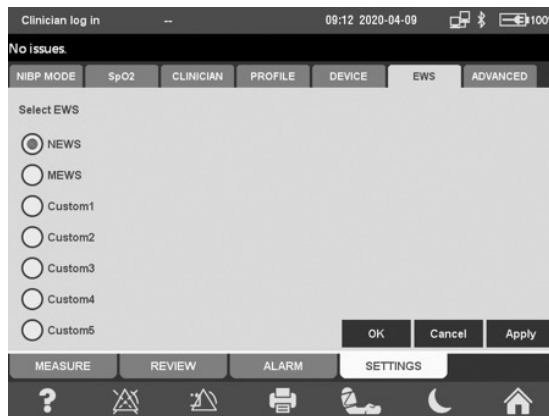 Clinician log in -- 09:12 2020-04-09 100%
No issues.
NIBP MODE SpO2 CLINICIAN PROFILE DEVICE EWS ADVANCED
Select EWS
NEWS
MEWS
Custom1
Custom2
Custom3
Custom4
Custom5
OK Cancel Apply
MEASURE REVIEW ALARM SETTINGS
?